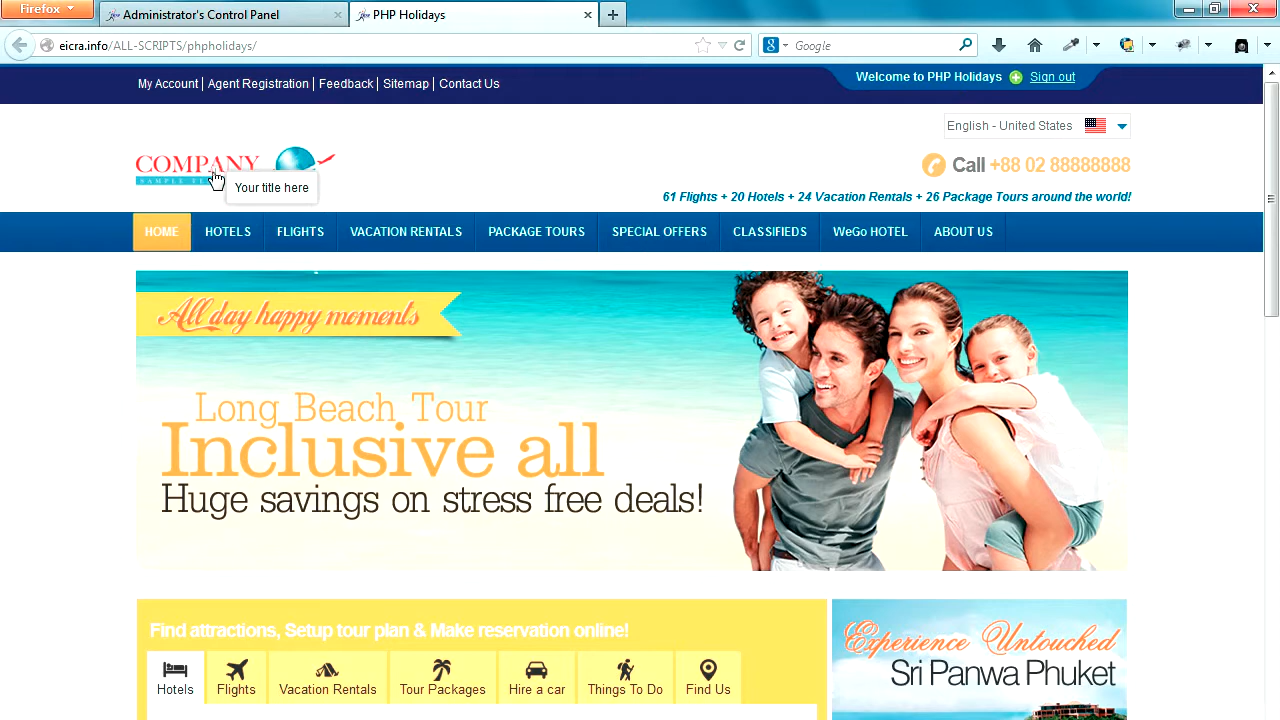 Firefox
Administrator's Control Panel
PHP Holidays
eicra.info/ALL-SCRIPTS/phpholidays/
Google
My Account | Agent Registration | Feedback | Sitemap | Contact Us
Welcome to PHP Holidays Sign out
English - United States
COMPANY
Call +88 02 88888888
Your title here
61 Flights + 20 Hotels + 24 Vacation Rentals + 26 Package Tours around the world!
HOME HOTELS FLIGHTS VACATION RENTALS PACKAGE TOURS SPECIAL OFFERS CLASSIFIEDS WeGo HOTEL ABOUT US
All day happy moments
Long Beach Tour
Inclusive all
Huge savings on stress free deals!
Find attractions, Setup tour plan & Make reservation online!
Hotels Flights Vacation Rentals Tour Packages Hire a car Things To Do Find Us
Experience Untouched
Sri Panwa Phuket